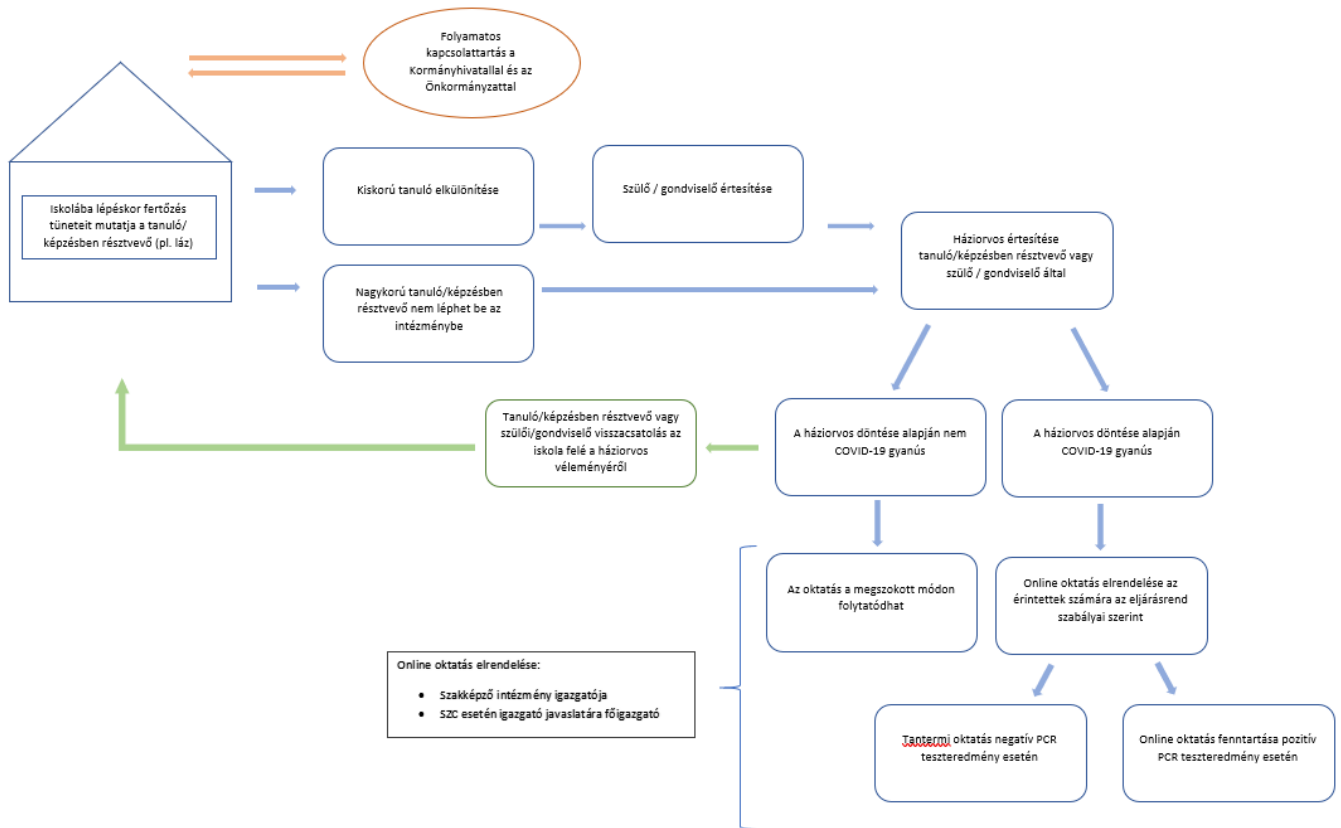 Folyamatos
kapcsolattartás a
Kormányhivatallal és az
Önkormányzattal
Iskolába lépéskor fertőzés
tüneteit mutatja a tanuló/
képzésben résztvevő (pl. láz)
Kiskorú tanuló elkülönítése
Szülő / gondviselő értesítése
Háziorvos értesítése
tanuló/képzésben résztvevő vagy
szülő / gondviselő által
Nagykorú tanuló/képzésben
résztvevő nem léphet be az
intézménybe
Tanuló/képzésben résztvevő vagy
szülői/gondviselő visszacsatolás az
iskola felé a háziorvos
véleményéről
A háziorvos döntése alapján nem
COVID-19 gyanús
A háziorvos döntése alapján
COVID-19 gyanús
Az oktatás a megszokott módon
folytatódhat
Online oktatás elrendelése az
érintettek számára az eljárásrend
szabályai szerint
Online oktatás elrendelése:
• Szakképző intézmény igazgatója
• SZC esetén igazgató javaslatára főigazgató
Tantermi oktatás negatív PCR
teszteredmény esetén
Online oktatás fenntartása pozitív
PCR teszteredmény esetén